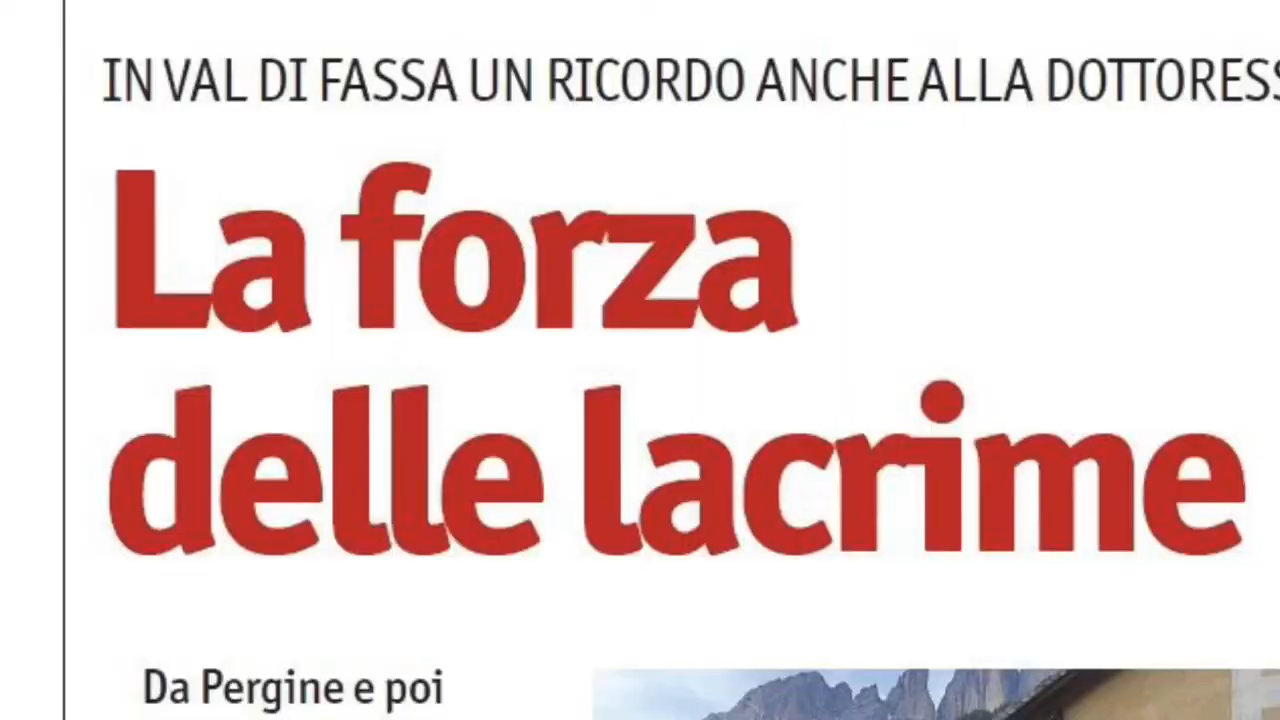 IN VAL DI FASSA UN RICORDO ANCHE ALLA
La forza
delle lacrime
Da Pergine e poi